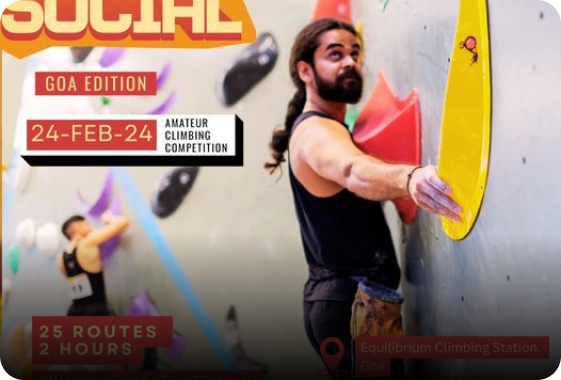 SOCIAL
GOA EDITION
24-FEB-24
AMATEUR
CLIMBING
COMPETITION
25 ROUTES
2 HOURS
Equilibrium Climbing Station.
Goa